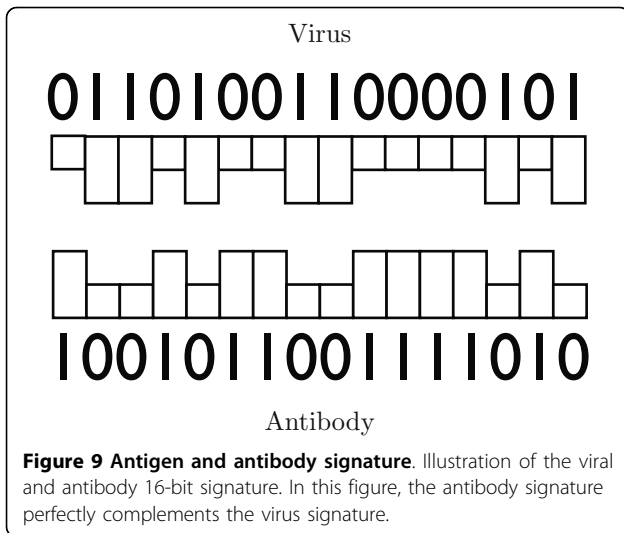 Virus
0110100110000101
1001011001111010
Antibody
Figure 9 Antigen and antibody signature. Illustration of the viral
and antibody 16-bit signature. In this figure, the antibody signature
perfectly complements the virus signature.